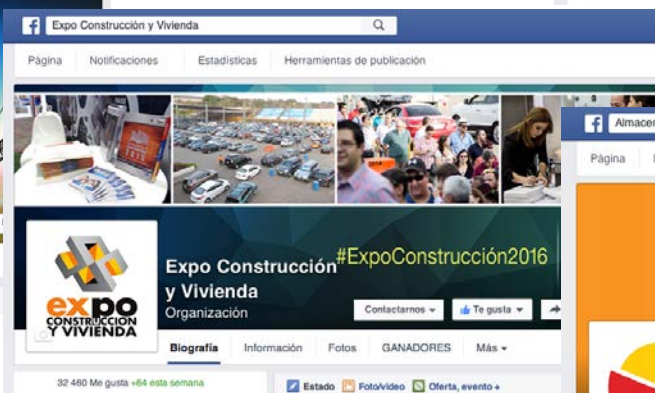 Expo Construcción y Vivienda
Página Notificaciones Estadísticas Herramientas de publicación
#ExpoConstrucción2016
Expo Construcción
y Vivienda
Organización
Contactarnos Te gusta
expo
CONSTRUCCION
Y VIVIENDA
Biografía Información Fotos GANADORES Más
32 460 Me gusta +64 esta semana
Estado Foto/video Oferta, evento +
Página